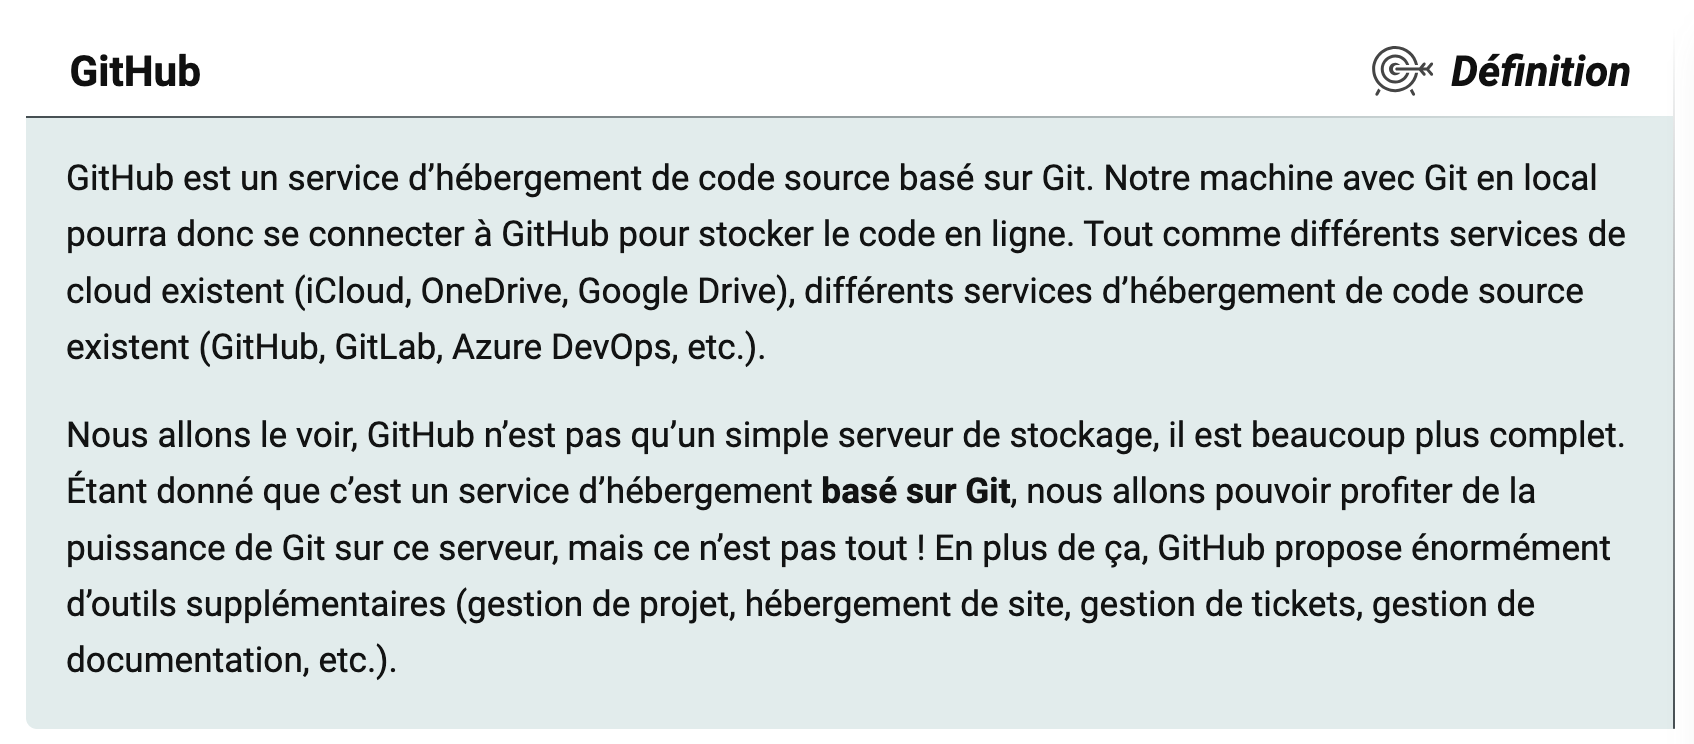 GitHub
Définition
GitHub est un service d’hébergement de code source basé sur Git. Notre machine avec Git en local
pourra donc se connecter à GitHub pour stocker le code en ligne. Tout comme différents services de
cloud existent (iCloud, OneDrive, Google Drive), différents services d’hébergement de code source
existent (GitHub, GitLab, Azure DevOps, etc.).
Nous allons le voir, GitHub n’est pas qu’un simple serveur de stockage, il est beaucoup plus complet.
Étant donné que c’est un service d’hébergement basé sur Git, nous allons pouvoir profiter de la
puissance de Git sur ce serveur, mais ce n’est pas tout ! En plus de ça, GitHub propose énormément
d’outils supplémentaires (gestion de projet, hébergement de site, gestion de tickets, gestion de
documentation, etc.).